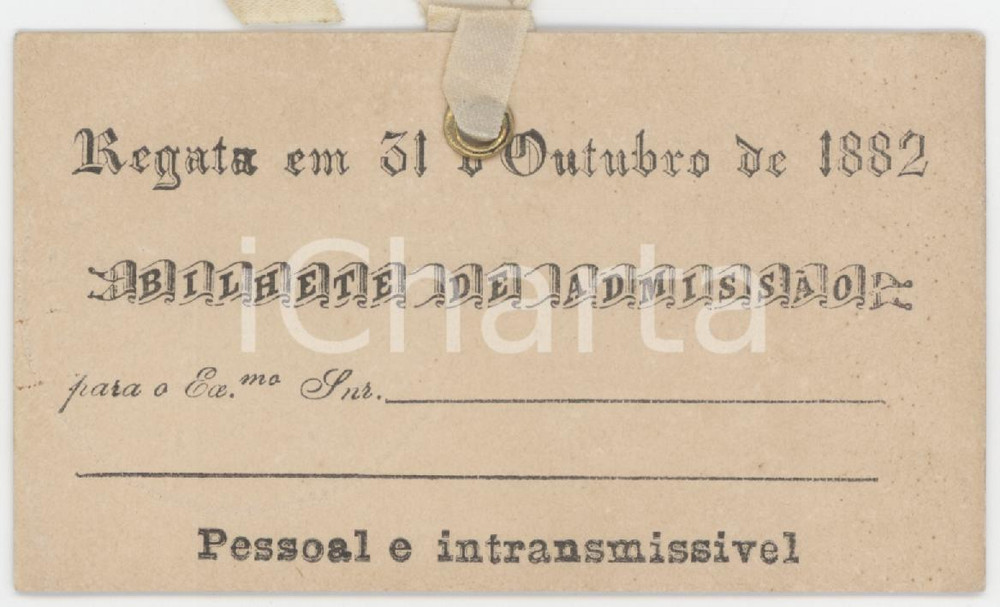 Regata em 31 Outubro de 1882
BILHETE DE ADMISSÃO
iCharta
para o Ex.mo Snr.
Pessoal e intransmissivel